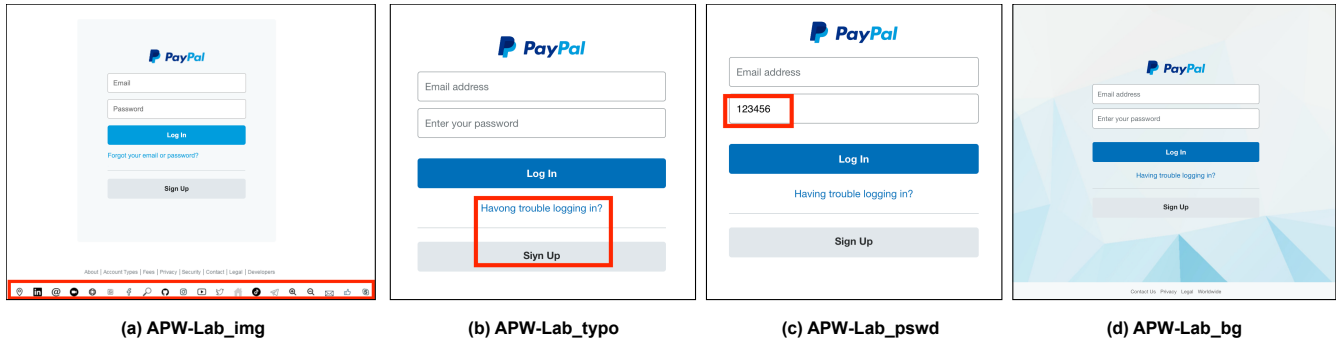 PayPal
Email
Password
Log In
Forgot your email or password?
Sign Up
About | Account Types | Fees | Privacy | Security | Contact | Legal | Developers
(a) APW-Lab_img
PayPal
Email address
Enter your password
Log In
Havong trouble logging in?
Siyn Up
(b) APW-Lab_typo
PayPal
Email address
123456
Log In
Having trouble logging in?
Sign Up
(c) APW-Lab_pswd
PayPal
Email address
Enter your password
Log In
Having trouble logging in?
Sign Up
Contact Us Privacy Legal Worldwide
(d) APW-Lab_bg